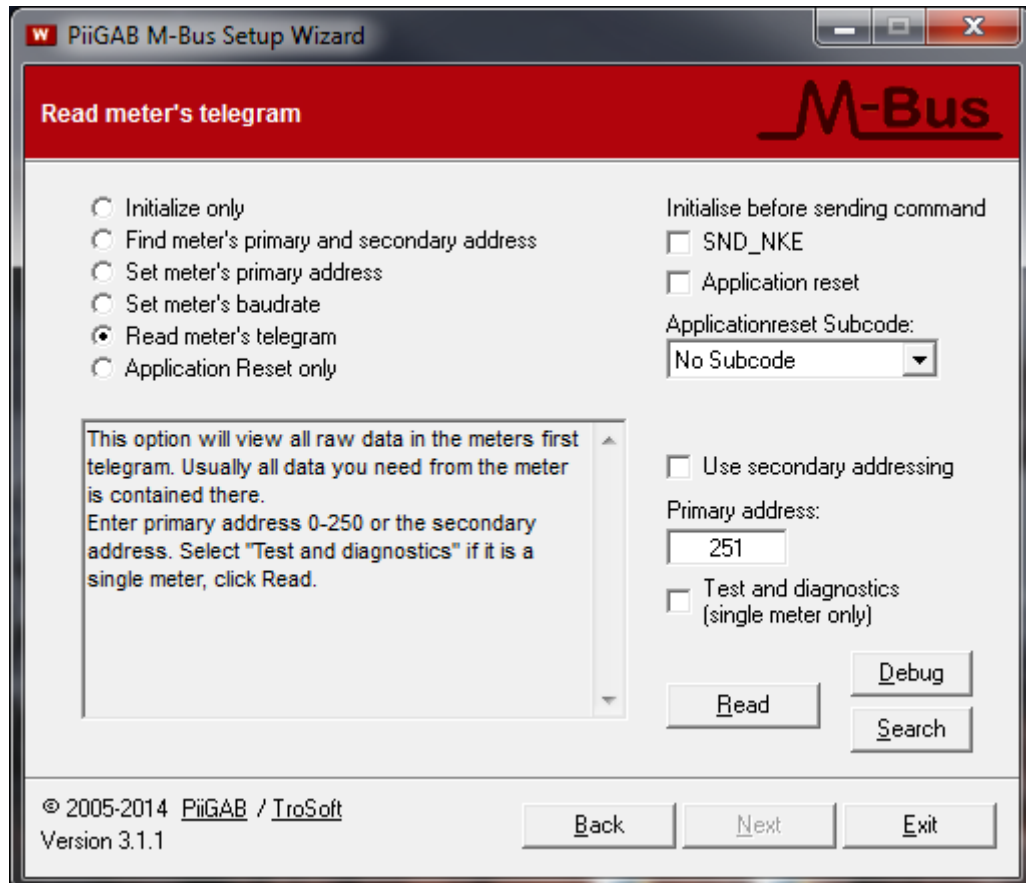 PiiGAB M-Bus Setup Wizard
Read meter's telegram
M-Bus
Initialize only
Find meter's primary and secondary address
Set meter's primary address
Set meter's baudrate
Read meter's telegram
Application Reset only
Initialise before sending command
SND_NKE
Application reset
Applicationreset Subcode:
No Subcode
This option will view all raw data in the meters first
telegram. Usually all data you need from the meter
is contained there.
Enter primary address 0-250 or the secondary
address. Select "Test and diagnostics" if it is a
single meter, click Read.
Use secondary addressing
Primary address:
251
Test and diagnostics
(single meter only)
Read
Debug
Search
© 2005-2014 PiiGAB / TroSoft
Version 3.1.1
Back
Next
Exit